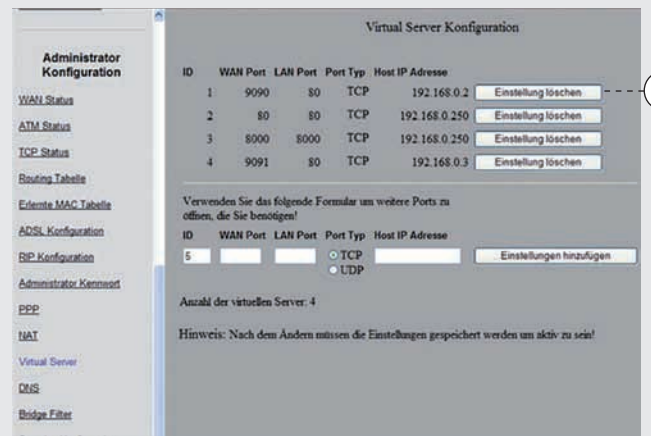 Virtual Server Konfiguration
Administrator
Konfiguration
WAN Status
ATM Status
TCP Status
Routing Tabelle
Erlernte MAC Tabelle
ADSL Konfiguration
RIP Konfiguration
Administrator Kennwort
PPP
NAT
Virtual Server
DNS
Bridge Filter
ID WAN Port LAN Port Port Typ Host IP Adresse
1 9090 80 TCP 192.168.0.2 Einstellung löschen
2 80 80 TCP 192.168.0.250 Einstellung löschen
3 8000 8000 TCP 192.168.0.250 Einstellung löschen
4 9091 80 TCP 192.168.0.3 Einstellung löschen
Verwenden Sie das folgende Formular um weitere Ports zu
öffnen, die Sie benötigen!
ID WAN Port LAN Port Port Typ Host IP Adresse
5 TCP Einstellungen hinzufügen
UDP
Anzahl der virtuellen Server: 4
Hinweis: Nach dem Ändern müssen die Einstellungen gespeichert werden um aktiv zu sein!